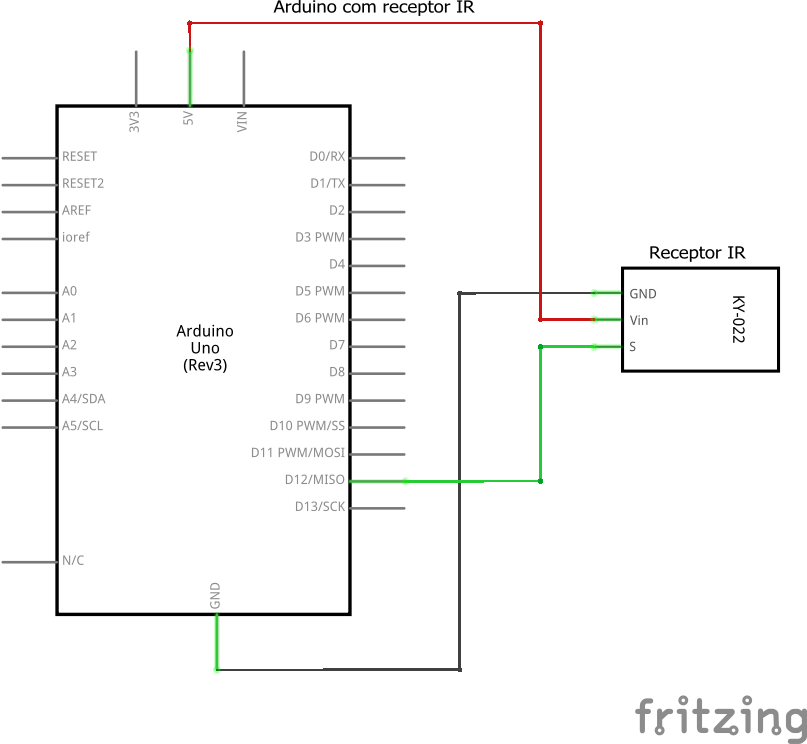 Arduino com receptor IR
3V3
5V
VIN
RESET
RESET2
AREF
ioref
A0
A1
A2
A3
A4/SDA
A5/SCL
N/C
D0/RX
D1/TX
D2
D3 PWM
D4
D5 PWM
D6 PWM
D7
D8
D9 PWM
D10 PWM/SS
D11 PWM/MOSI
D12/MISO
D13/SCK
Arduino
Uno
(Rev3)
GND
Receptor IR
GND
Vin
S
KY-022
fritzing